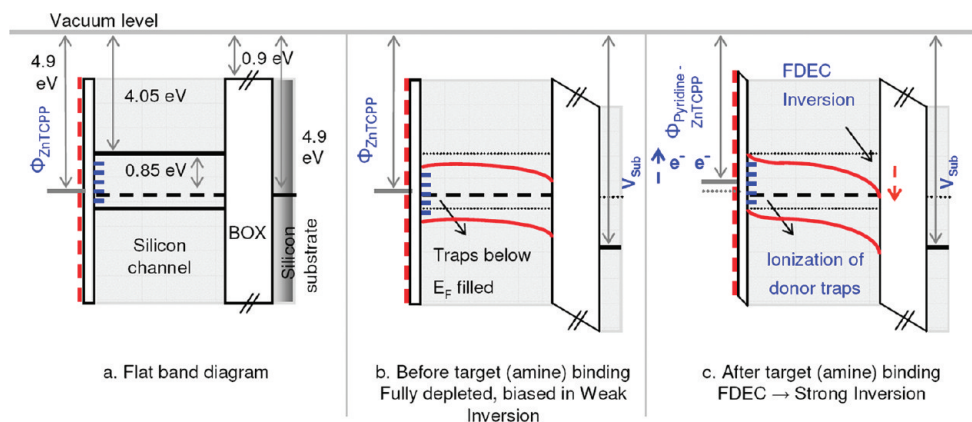 Vacuum level
4.9
eV
0.9 eV
4.05 eV
Φ_ZnTCPP
4.9
eV
0.85 eV
BOX
Silicon
channel
Silicon
substrate
a. Flat band diagram
Φ_ZnTCPP
Traps below
E_F filled
V_Sub
b. Before target (amine) binding
Fully depleted, biased in Weak
Inversion
Φ_Pyridine -
ZnTCPP
e⁻ e⁻
FDEC
Inversion
Ionization of
donor traps
V_Sub
c. After target (amine) binding
FDEC → Strong Inversion